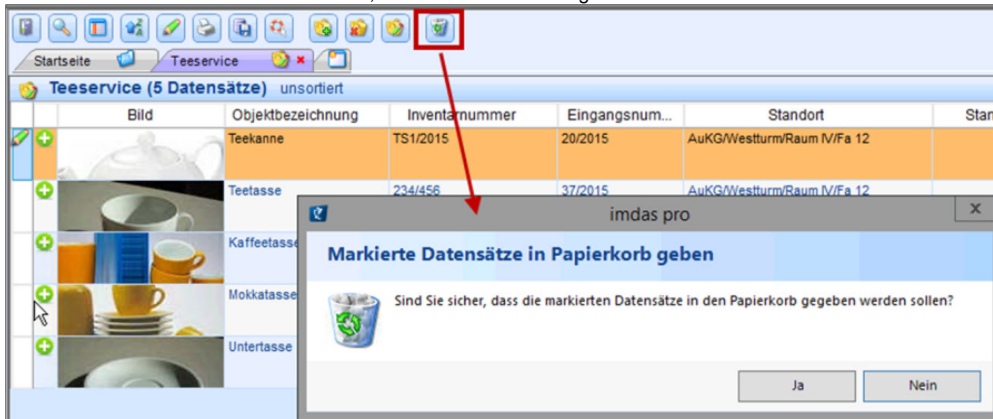 Startseite
Teeservice
Teeservice (5 Datensätze) unsortiert
Bild Objektbezeichnung Inventarnummer Eingangsnum... Standort Stan
Teekanne TS1/2015 20/2015 AuKG/Westturm/Raum IV/Fa 12
Teetasse 234/456 37/2015 AuKG/Westturm/Raum IV/Fa 12
Kaffeetasse
Mokkatasse
Untertasse
imdas pro
Markierte Datensätze in Papierkorb geben
Sind Sie sicher, dass die markierten Datensätze in den Papierkorb gegeben werden sollen?
Ja Nein